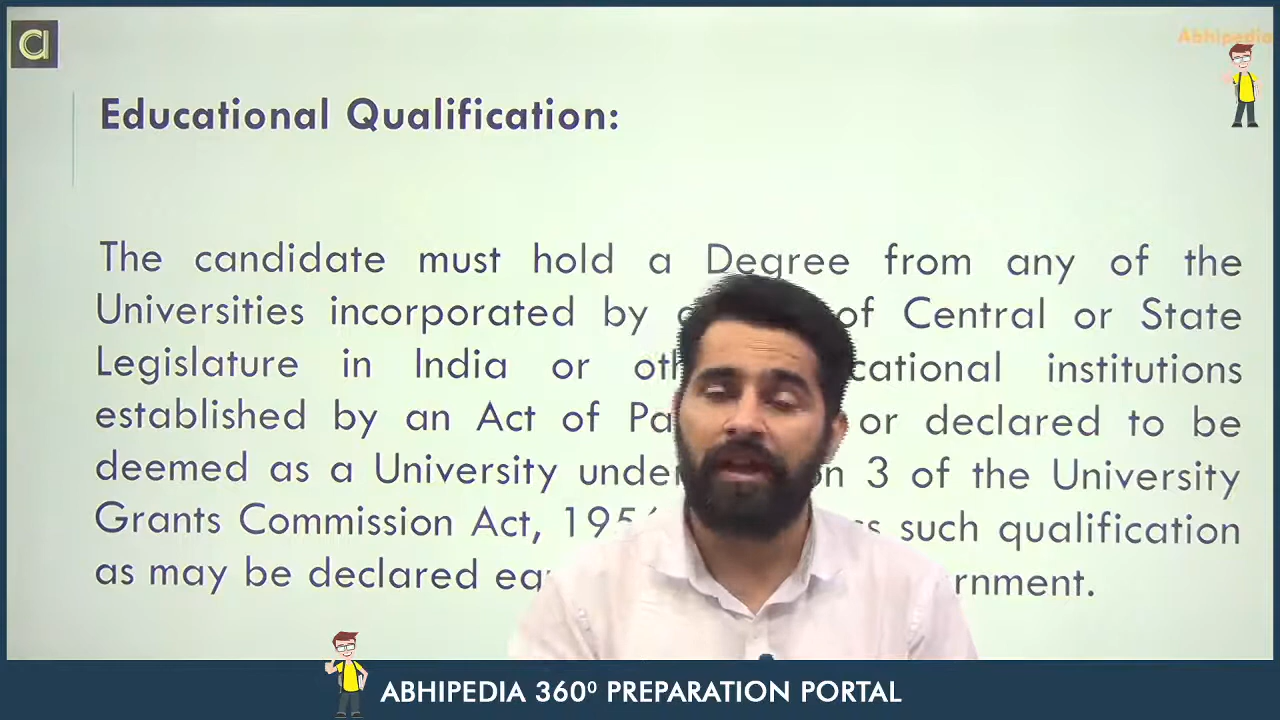 a
Abhipedia
Educational Qualification:
The candidate must hold a Degree from any of the
Universities incorporated by of Central or State
Legislature in India or institutions
established by an Act of or declared to be
deemed as a University 3 of the University
Grants Commission Act, such qualification
as may be declared
ABHIPEDIA 360⁰ PREPARATION PORTAL